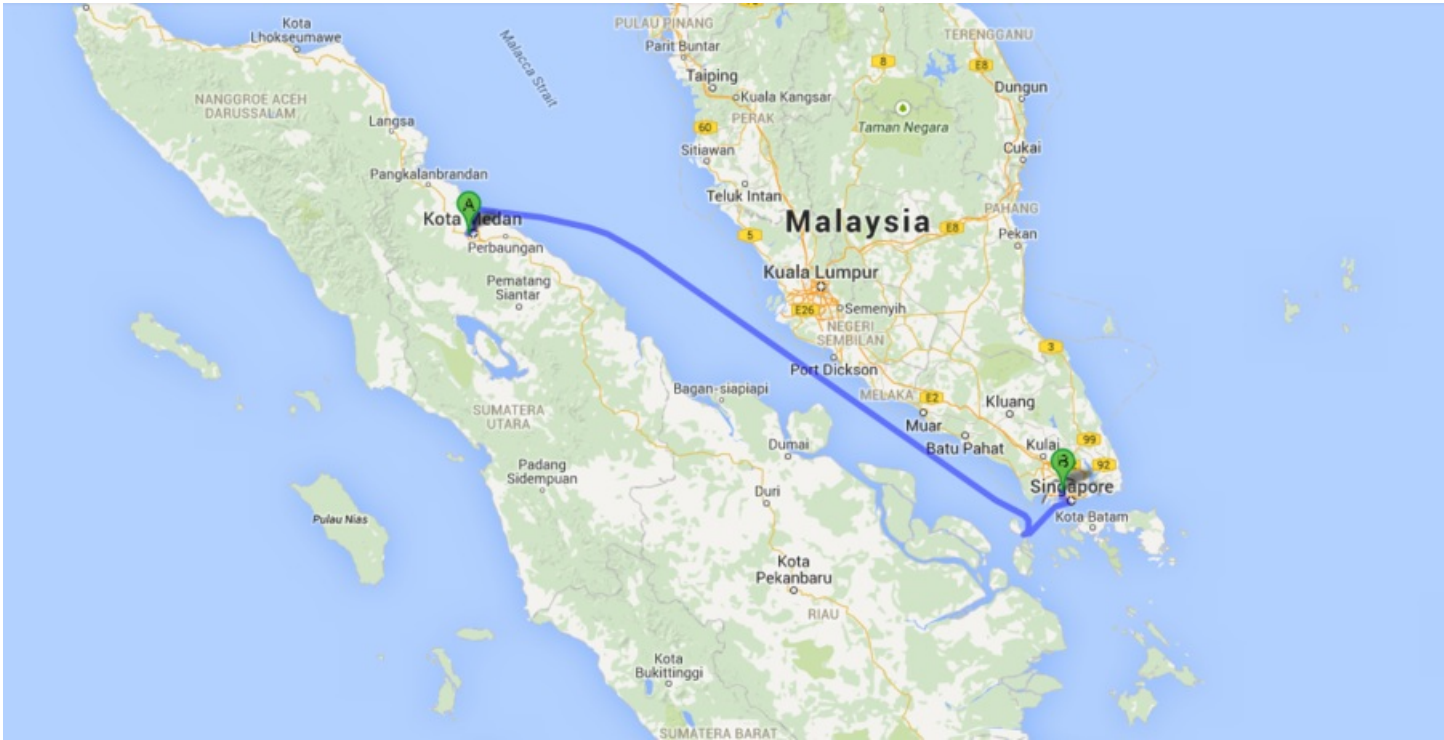 PULAU PINANG
Kota
Lhokseumawe
TERENGGANU
Parit Buntar
8
E8
Malacca Strait
Taiping
Dungun
Kuala Kangsar
NANGGROE ACEH
DARUSSALAM
PERAK
Langsa
60
Taman Negara
Sitiawan
Cukai
Pangkalanbrandan
Teluk Intan
A
PAHANG
Kota Medan
Malaysia
E8
5
Pekan
Perbaungan
Kuala Lumpur
Pematang
Siantar
E26
Semenyih
NEGERI
SEMBILAN
3
Port Dickson
Bagan-siapiapi
MELAKA
E2
Kluang
SUMATERA
UTARA
Muar
Batu Pahat
99
Dumai
Kulai
B
92
Padang
Sidempuan
Singapore
Duri
Pulau Nias
Kota Batam
Kota
Pekanbaru
RIAU
Kota
Bukittinggi
SUMATERA BARAT